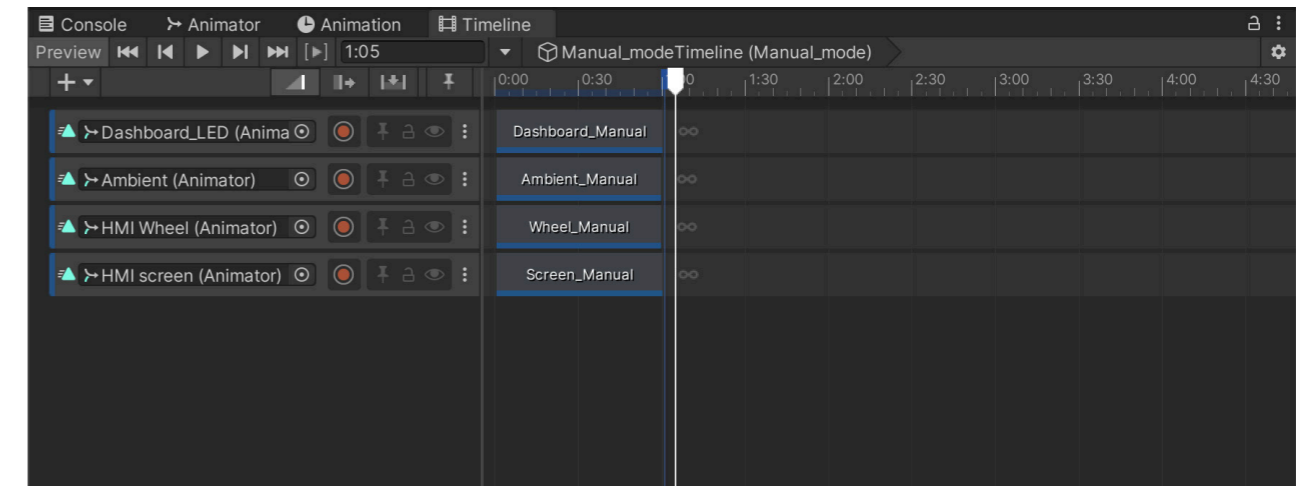 Console Animator Animation Timeline
Preview 1:05 Manual_modeTimeline (Manual_mode)
0:00 0:30 1:30 2:00 2:30 3:00 3:30 4:00 4:30
Dashboard_LED (Anima Dashboard_Manual
Ambient (Animator) Ambient_Manual
HMI Wheel (Animator) Wheel_Manual
HMI screen (Animator) Screen_Manual